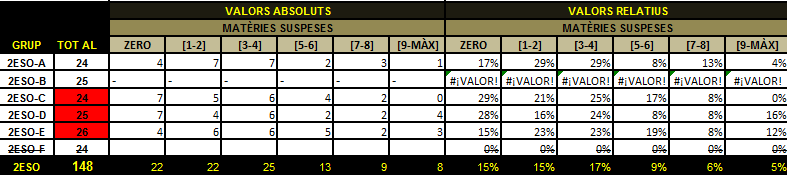 VALORS ABSOLUTS VALORS RELATIUS
MATÈRIES SUSPESES MATÈRIES SUSPESES
GRUP TOT AL ZERO [1-2] [3-4] [5-6] [7-8] [9-MÀX] ZERO [1-2] [3-4] [5-6] [7-8] [9-MÀX]
2ESO-A 24 4 7 7 2 3 1 17% 29% 29% 8% 13% 4%
2ESO-B 25 - - - - - - #¡VALOR! #¡VALOR! #¡VALOR! #¡VALOR! #¡VALOR! #¡VALOR!
2ESO-C 24 7 5 6 4 2 0 29% 21% 25% 17% 8% 0%
2ESO-D 25 7 4 6 2 2 4 28% 16% 24% 8% 8% 16%
2ESO-E 26 4 6 6 5 2 3 15% 23% 23% 19% 8% 12%
2ESO-F 24 0% 0% 0% 0% 0% 0%
2ESO 148 22 22 25 13 9 8 15% 15% 17% 9% 6% 5%